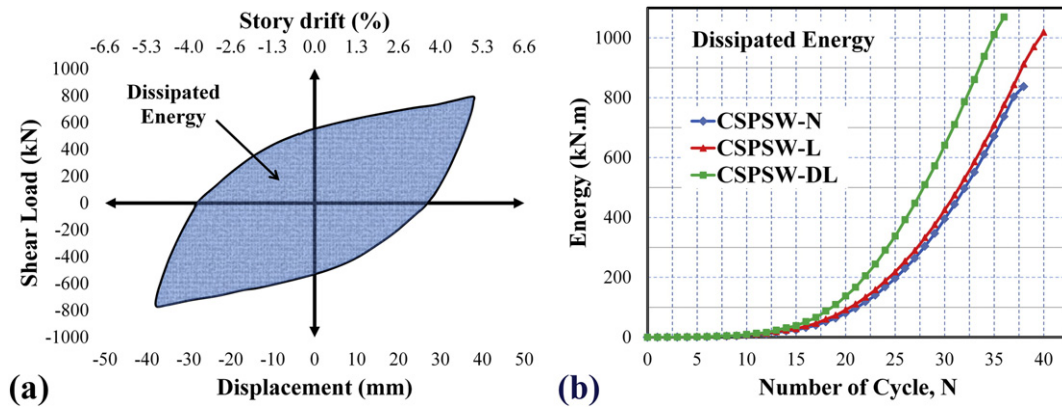 Story drift (%)
-6.6 -5.3 -4.0 -2.6 -1.3 0.0 1.3 2.6 4.0 5.3 6.6
1000
800
600
400
200
0
-200
-400
-600
-800
-1000
Shear Load (kN)
Dissipated
Energy
-50 -40 -30 -20 -10 0 10 20 30 40 50
Displacement (mm)
(a)
Dissipated Energy
CSPSW-N
CSPSW-L
CSPSW-DL
1000
800
600
400
200
0
Energy (kN.m)
0 5 10 15 20 25 30 35 40
Number of Cycle, N
(b)